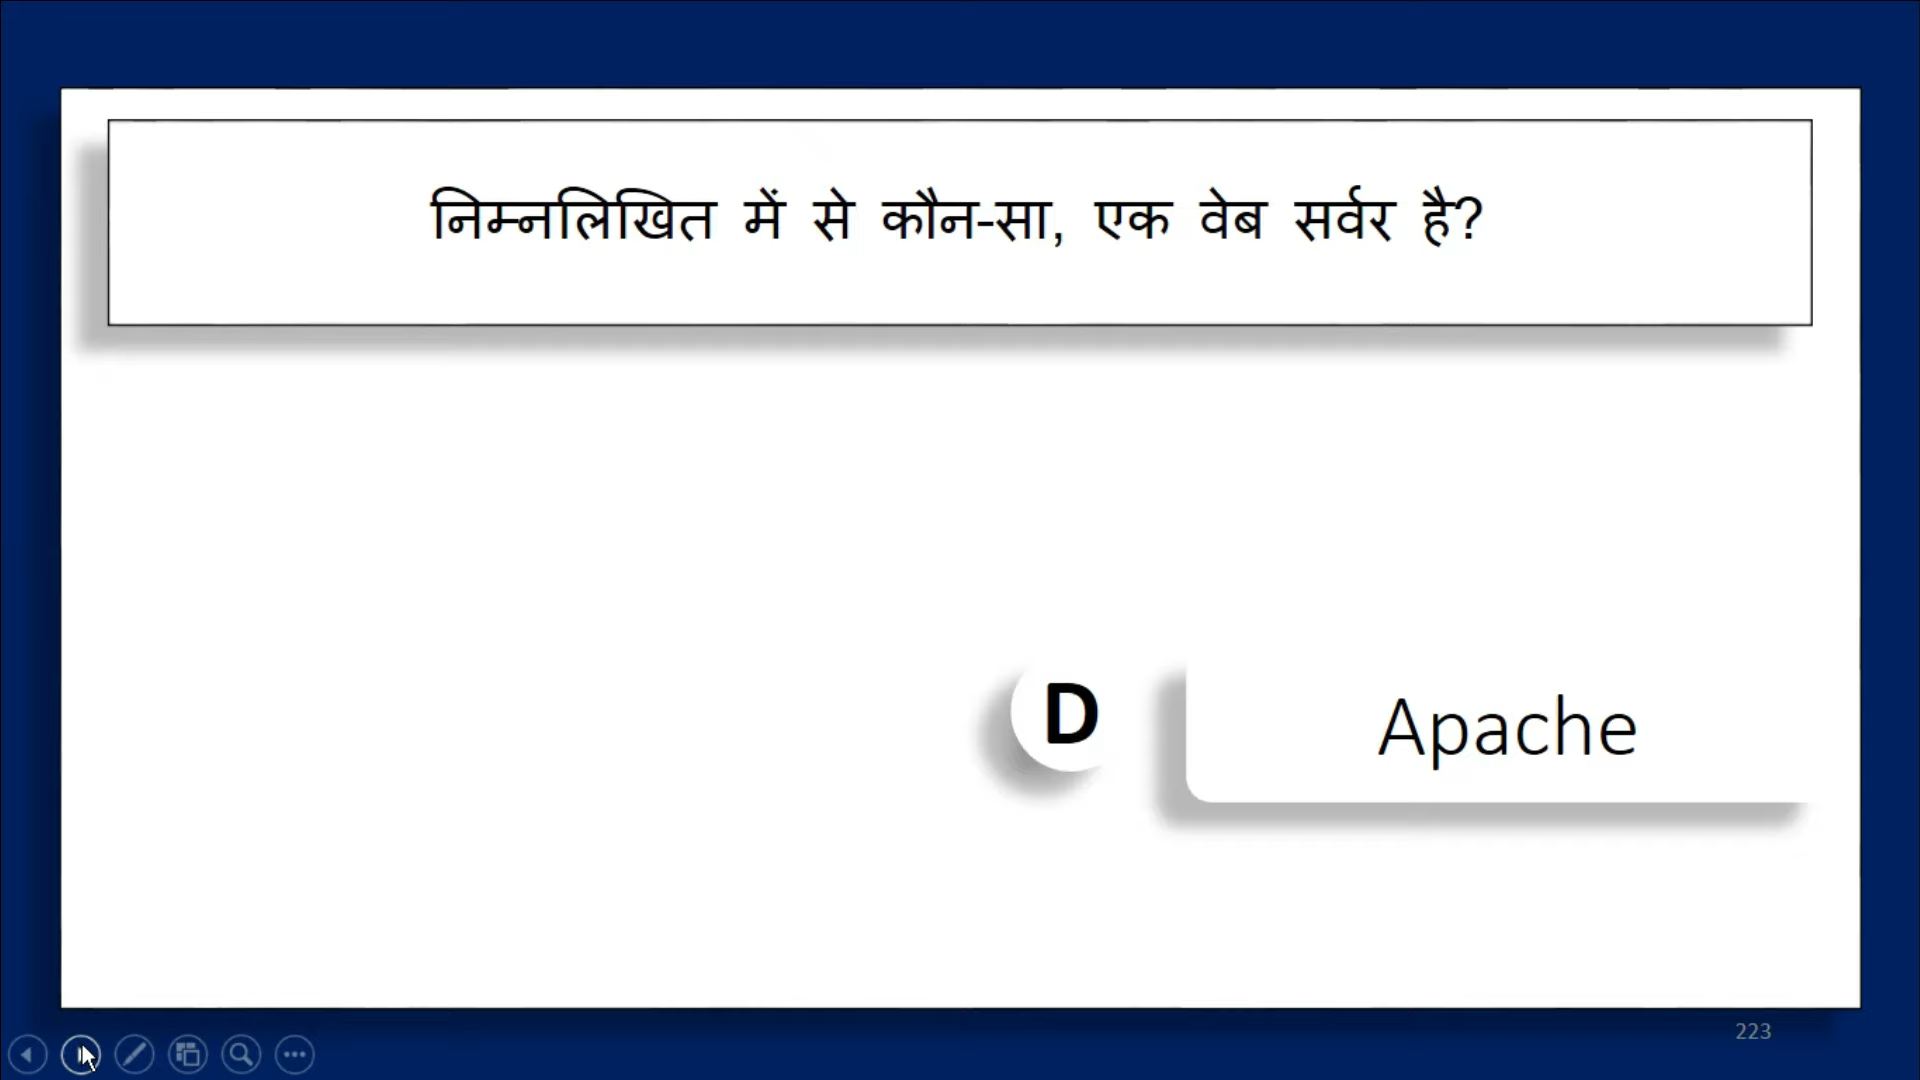 निम्नलिखित में से कौन-सा, एक वेब सर्वर है?
D
Apache
223